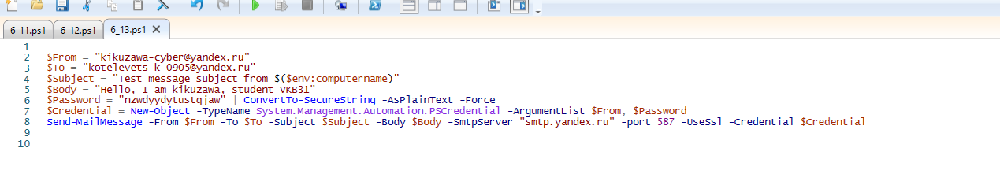 6_11.ps1 6_12.ps1 6_13.ps1
1
2 $From = "kikuzawa-cyber@yandex.ru"
3 $To = "kotelevets-k-0905@yandex.ru"
4 $Subject = "Test message subject from $($env:computername)"
5 $Body = "Hello, I am kikuzawa, student VKB31"
6 $Password = "nzwdyydytustqjaw" | ConvertTo-SecureString -AsPlainText -Force
7 $Credential = New-Object -TypeName System.Management.Automation.PSCredential -ArgumentList $From, $Password
8 Send-MailMessage -From $From -To $To -Subject $Subject -Body $Body -SmtpServer "smtp.yandex.ru" -port 587 -UseSsl -Credential $Credential
9
10